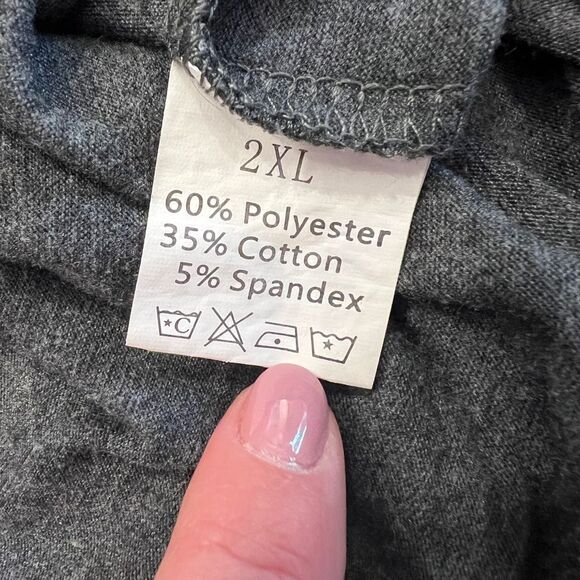 2XL
60% Polyester
35% Cotton
5% Spandex
*C *